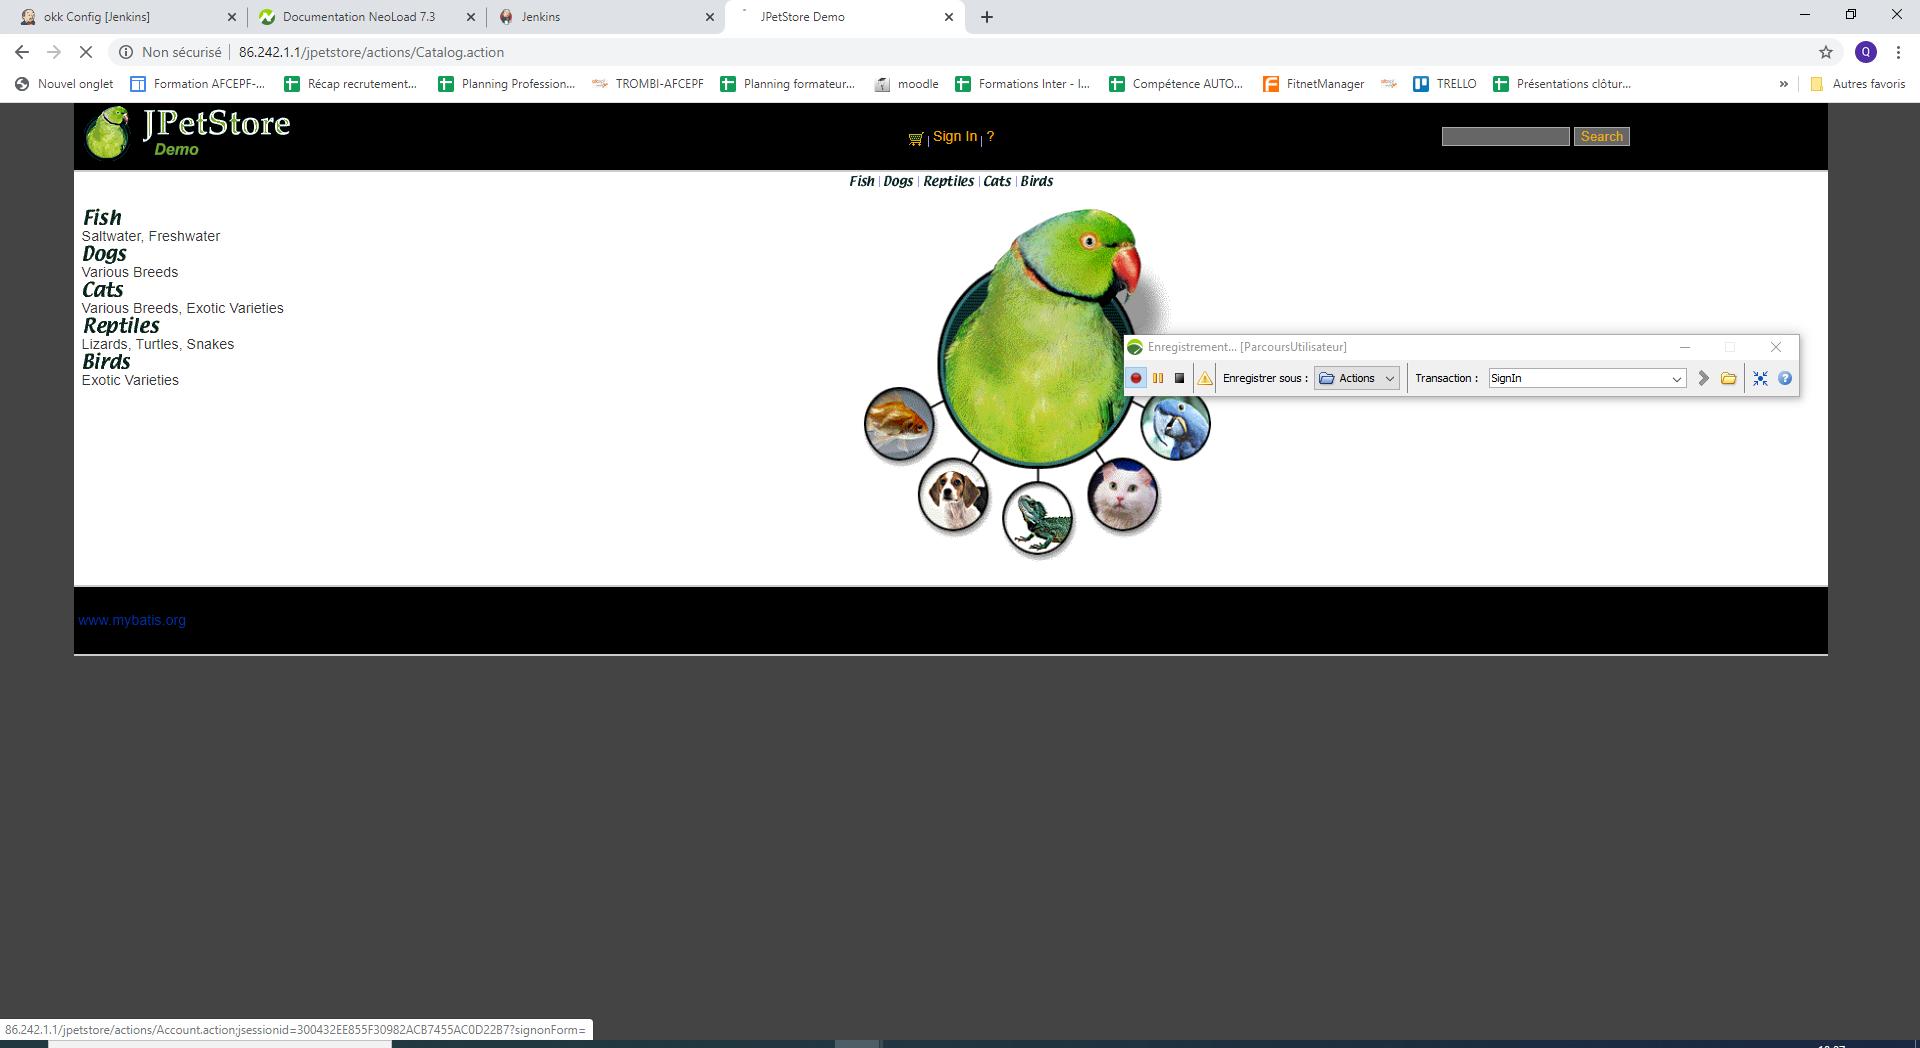 okk Config [Jenkins]
Documentation NeoLoad 7.3
Jenkins
JPetStore Demo
Non sécurisé | 86.242.1.1/jpetstore/actions/Catalog.action
Q
Nouvel onglet
Formation AFCEPF-...
Récap recrutement...
Planning Profession...
TROMBI-AFCEPF
Planning formateur...
moodle
Formations Inter - I...
Compétence AUTO...
FitnetManager
TRELLO
Présentations clôtur...
»
Autres favoris
JPetStore
Demo
| Sign In | ?
Search
Fish | Dogs | Reptiles | Cats | Birds
Fish
Saltwater, Freshwater
Dogs
Various Breeds
Cats
Various Breeds, Exotic Varieties
Reptiles
Lizards, Turtles, Snakes
Birds
Exotic Varieties
Enregistrement... [ParcoursUtilisateur]
Enregistrer sous : Actions Transaction : SignIn
www.mybatis.org
86.242.1.1/jpetstore/actions/Account.action;jsessionid=300432EE855F30982ACB7455AC0D22B7?signonForm=